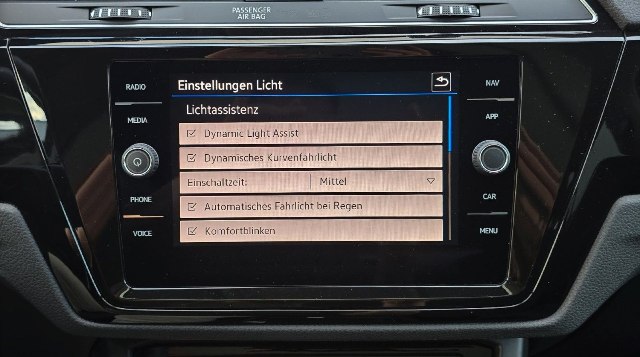 PASSENGER
AIR BAG
RADIO
MEDIA
PHONE
VOICE
Einstellungen Licht
Lichtassistenz
Dynamic Light Assist
Dynamisches Kurvenfahrlicht
Einschaltzeit: Mittel
Automatisches Fahrlicht bei Regen
Komfortblinken
NAV
APP
CAR
MENU